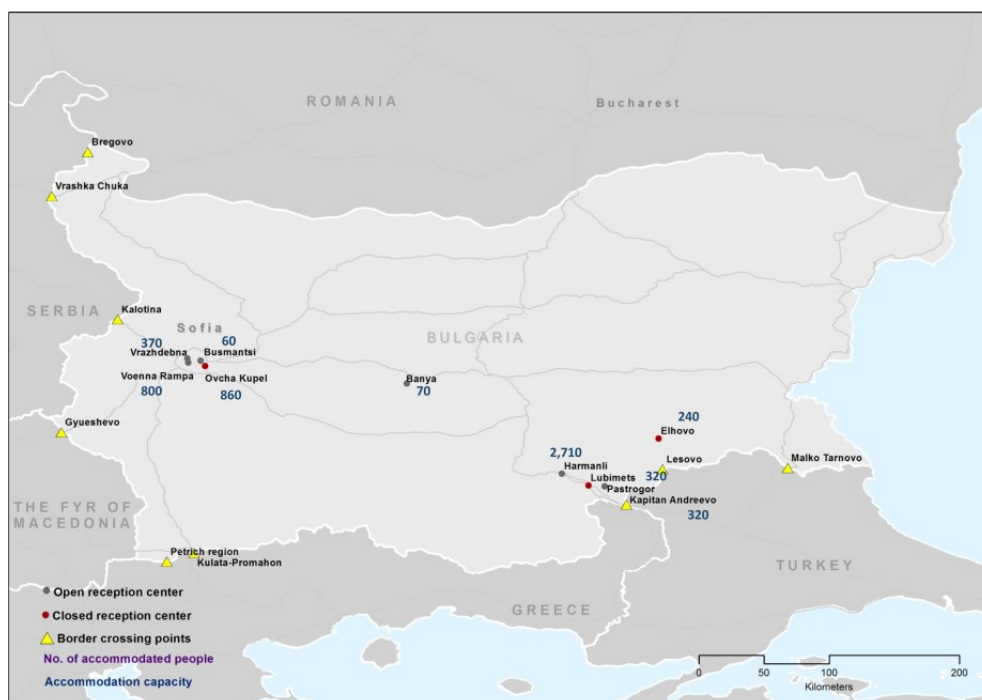 ROMANIA
Bucharest
Bregovo
Vrashka Chuka
SERBIA
Kalotina
Sofia
BULGARIA
370
60
Vrazhdebna
Busmantsi
Voenna Rampa
Ovcha Kupel
800
860
Banya
70
Gyueshevo
240
Elhovo
2,710
Harmanli
Lesovo
Malko Tarnovo
Lubimets
320
Pastrogor
Kapitan Andreevo
320
THE FYR OF
MACEDONIA
Petrich region
Kulata-Promahon
TURKEY
GREECE
Open reception center
Closed reception center
Border crossing points
No. of accommodated people
Accommodation capacity
0 50 100 200
Kilometers